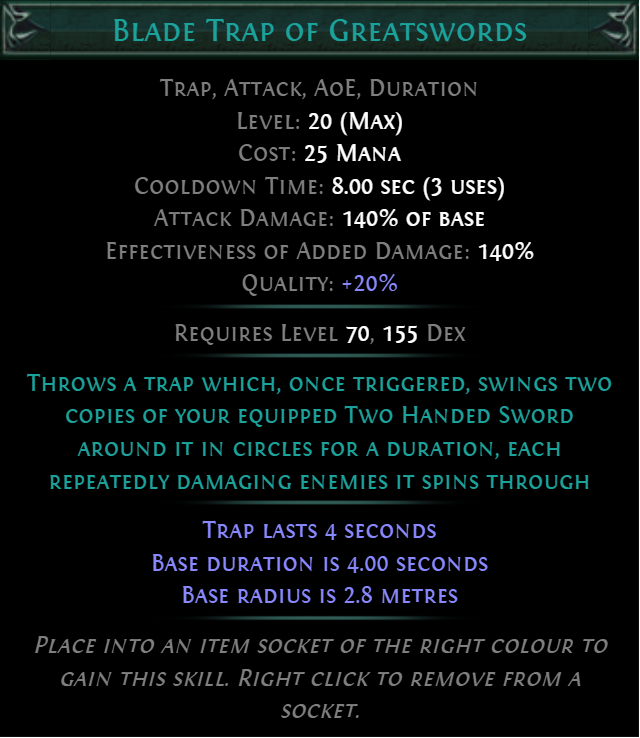 Blade Trap of Greatswords
Trap, Attack, AoE, Duration
Level: 20 (Max)
Cost: 25 Mana
Cooldown Time: 8.00 sec (3 uses)
Attack Damage: 140% of base
Effectiveness of Added Damage: 140%
Quality: +20%
Requires Level 70, 155 Dex
Throws a trap which, once triggered, swings two
copies of your equipped Two Handed Sword
around it in circles for a duration, each
repeatedly damaging enemies it spins through
Trap lasts 4 seconds
Base duration is 4.00 seconds
Base radius is 2.8 metres
Place into an item socket of the right colour to
gain this skill. Right click to remove from a
socket.